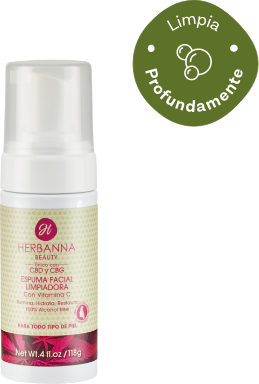 Limpia
Profundamente
H
HERBANNA
BEAUTY
CBD y CBG
ESPUMA FACIAL
LIMPIADORA
Con Vitamina C
Hidrata,
100% Alcohol free
PARA TODO TIPO DE PIEL
Net Wt.4 fl.oz./118g